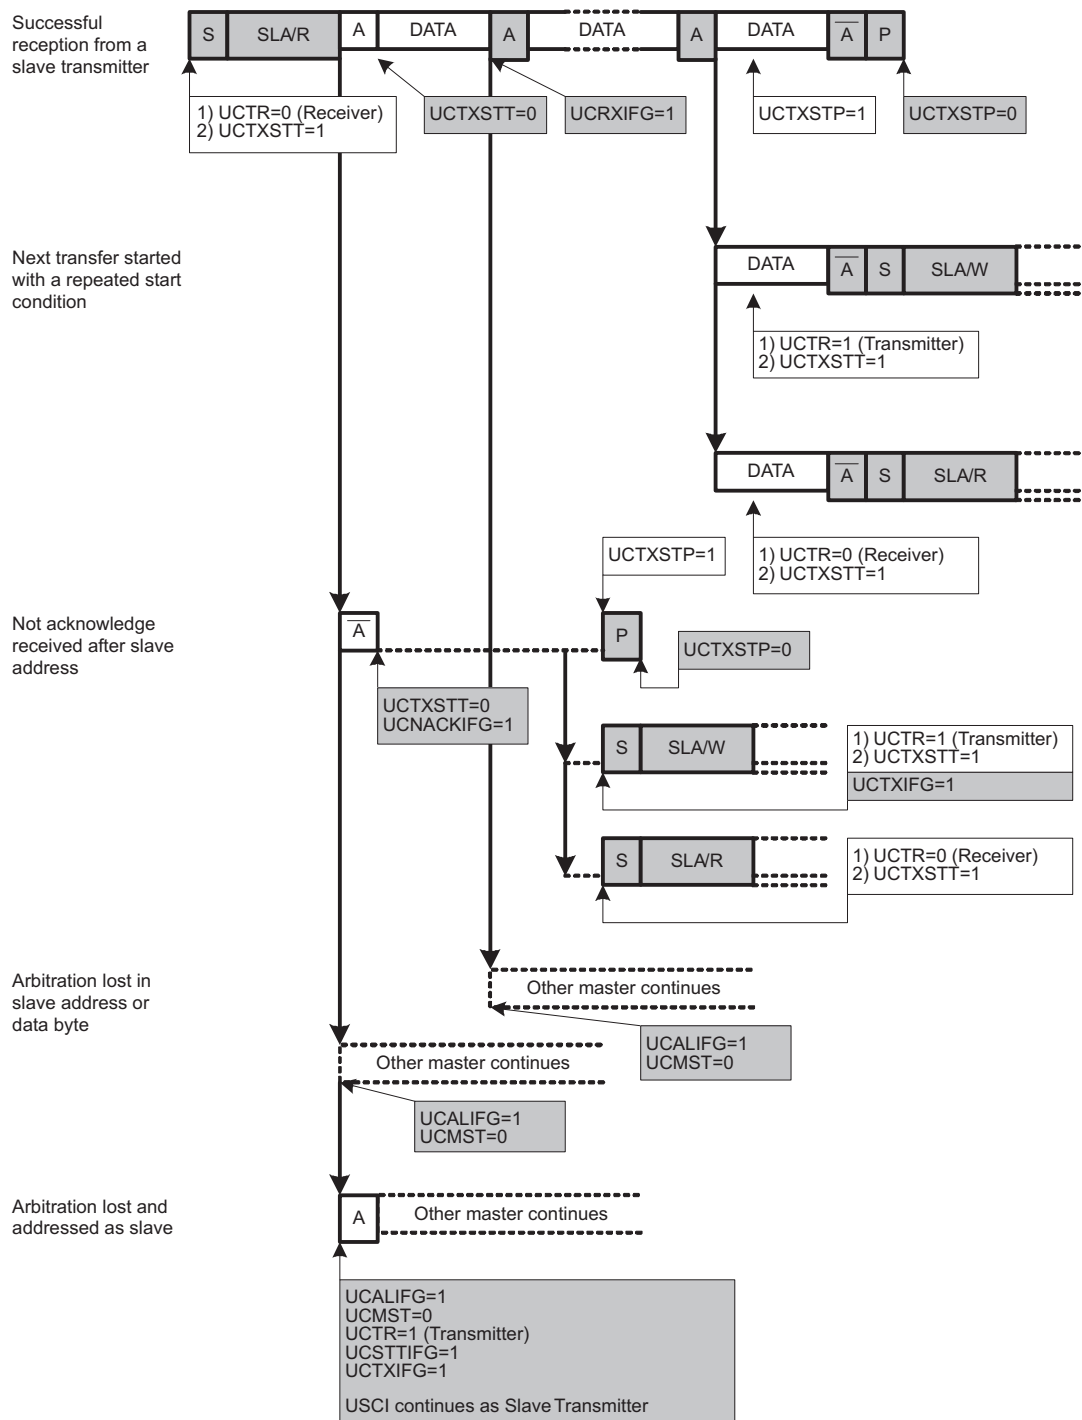 Successful
reception from a
slave transmitter
S SLA/R A DATA A DATA A DATA A P
1) UCTR=0 (Receiver)
2) UCTXSTT=1
UCTXSTT=0
UCRXIFG=1
UCTXSTP=1
UCTXSTP=0
Next transfer started
with a repeated start
condition
DATA A S SLA/W
1) UCTR=1 (Transmitter)
2) UCTXSTT=1
DATA A S SLA/R
1) UCTR=0 (Receiver)
2) UCTXSTT=1
UCTXSTP=1
Not acknowledge
received after slave
address
A
P
UCTXSTP=0
UCTXSTT=0
UCNACKIFG=1
S SLA/W
1) UCTR=1 (Transmitter)
2) UCTXSTT=1
UCTXIFG=1
S SLA/R
1) UCTR=0 (Receiver)
2) UCTXSTT=1
Arbitration lost in
slave address or
data byte
Other master continues
UCALIFG=1
UCMST=0
Other master continues
UCALIFG=1
UCMST=0
Arbitration lost and
addressed as slave
A Other master continues
UCALIFG=1
UCMST=0
UCTR=1 (Transmitter)
UCSTTIFG=1
UCTXIFG=1
USCI continues as Slave Transmitter